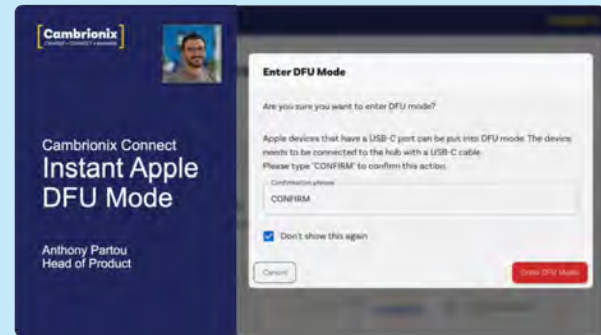 [Cambrionix]
Cambrionix Connect
Instant Apple
DFU Mode
Anthony Partou
Head of Product
Enter DFU Mode
Are you sure you want to enter DFU mode?
Apple devices that have a USB-C port can be put into DFU mode. The device
needs to be connected to the hub with a USB-C cable.
Please type "CONFIRM" to confirm this action.
Confirmation phrase
CONFIRM
Don't show this again
Cancel
Enter DFU Mode